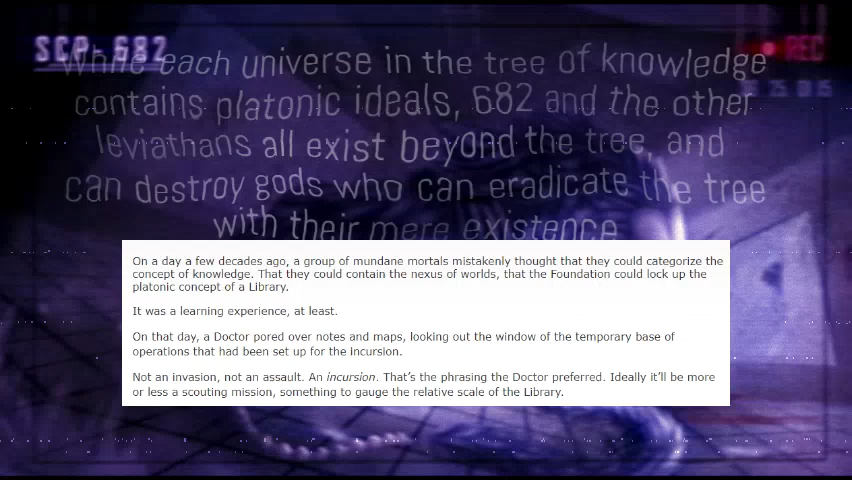 SCP-682
REC
While each universe in the tree of knowledge
contains platonic ideals, 682 and the other
leviathans all exist beyond the tree, and
can destroy gods who can eradicate the tree
with their mere existence
On a day a few decades ago, a group of mundane mortals mistakenly thought that they could categorize the
concept of knowledge. That they could contain the nexus of worlds, that the Foundation could lock up the
platonic concept of a Library.
It was a learning experience, at least.
On that day, a Doctor pored over notes and maps, looking out the window of the temporary base of
operations that had been set up for the incursion.
Not an invasion, not an assault. An incursion. That's the phrasing the Doctor preferred. Ideally it'll be more
or less a scouting mission, something to gauge the relative scale of the Library.